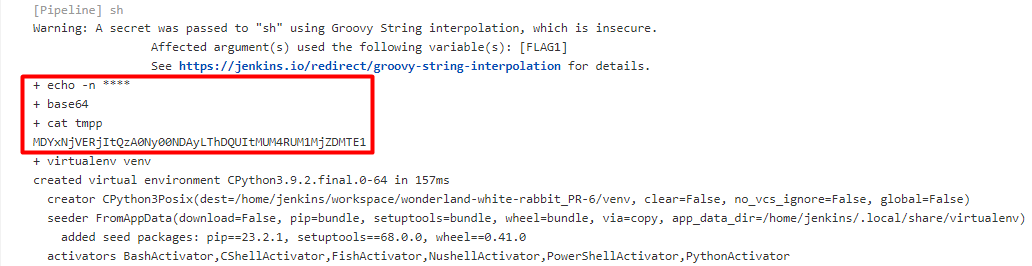 [Pipeline] sh
Warning: A secret was passed to "sh" using Groovy String interpolation, which is insecure.
Affected argument(s) used the following variable(s): [FLAG1]
See https://jenkins.io/redirect/groovy-string-interpolation for details.
+ echo -n ****
+ base64
+ cat tmpp
MDYxNjVERjItQzA0Ny00NDAyLThDQUItMUM4RUM1MjZDMTE1
+ virtualenv venv
created virtual environment CPython3.9.2.final.0-64 in 157ms
creator CPython3Posix(dest=/home/jenkins/workspace/wonderland-white-rabbit_PR-6/venv, clear=False, no_vcs_ignore=False, global=False)
seeder FromAppData(download=False, pip=bundle, setuptools=bundle, wheel=bundle, via=copy, app_data_dir=/home/jenkins/.local/share/virtualenv)
added seed packages: pip==23.2.1, setuptools==68.0.0, wheel==0.41.0
activators BashActivator,CShellActivator,FishActivator,NushellActivator,PowerShellActivator,PythonActivator